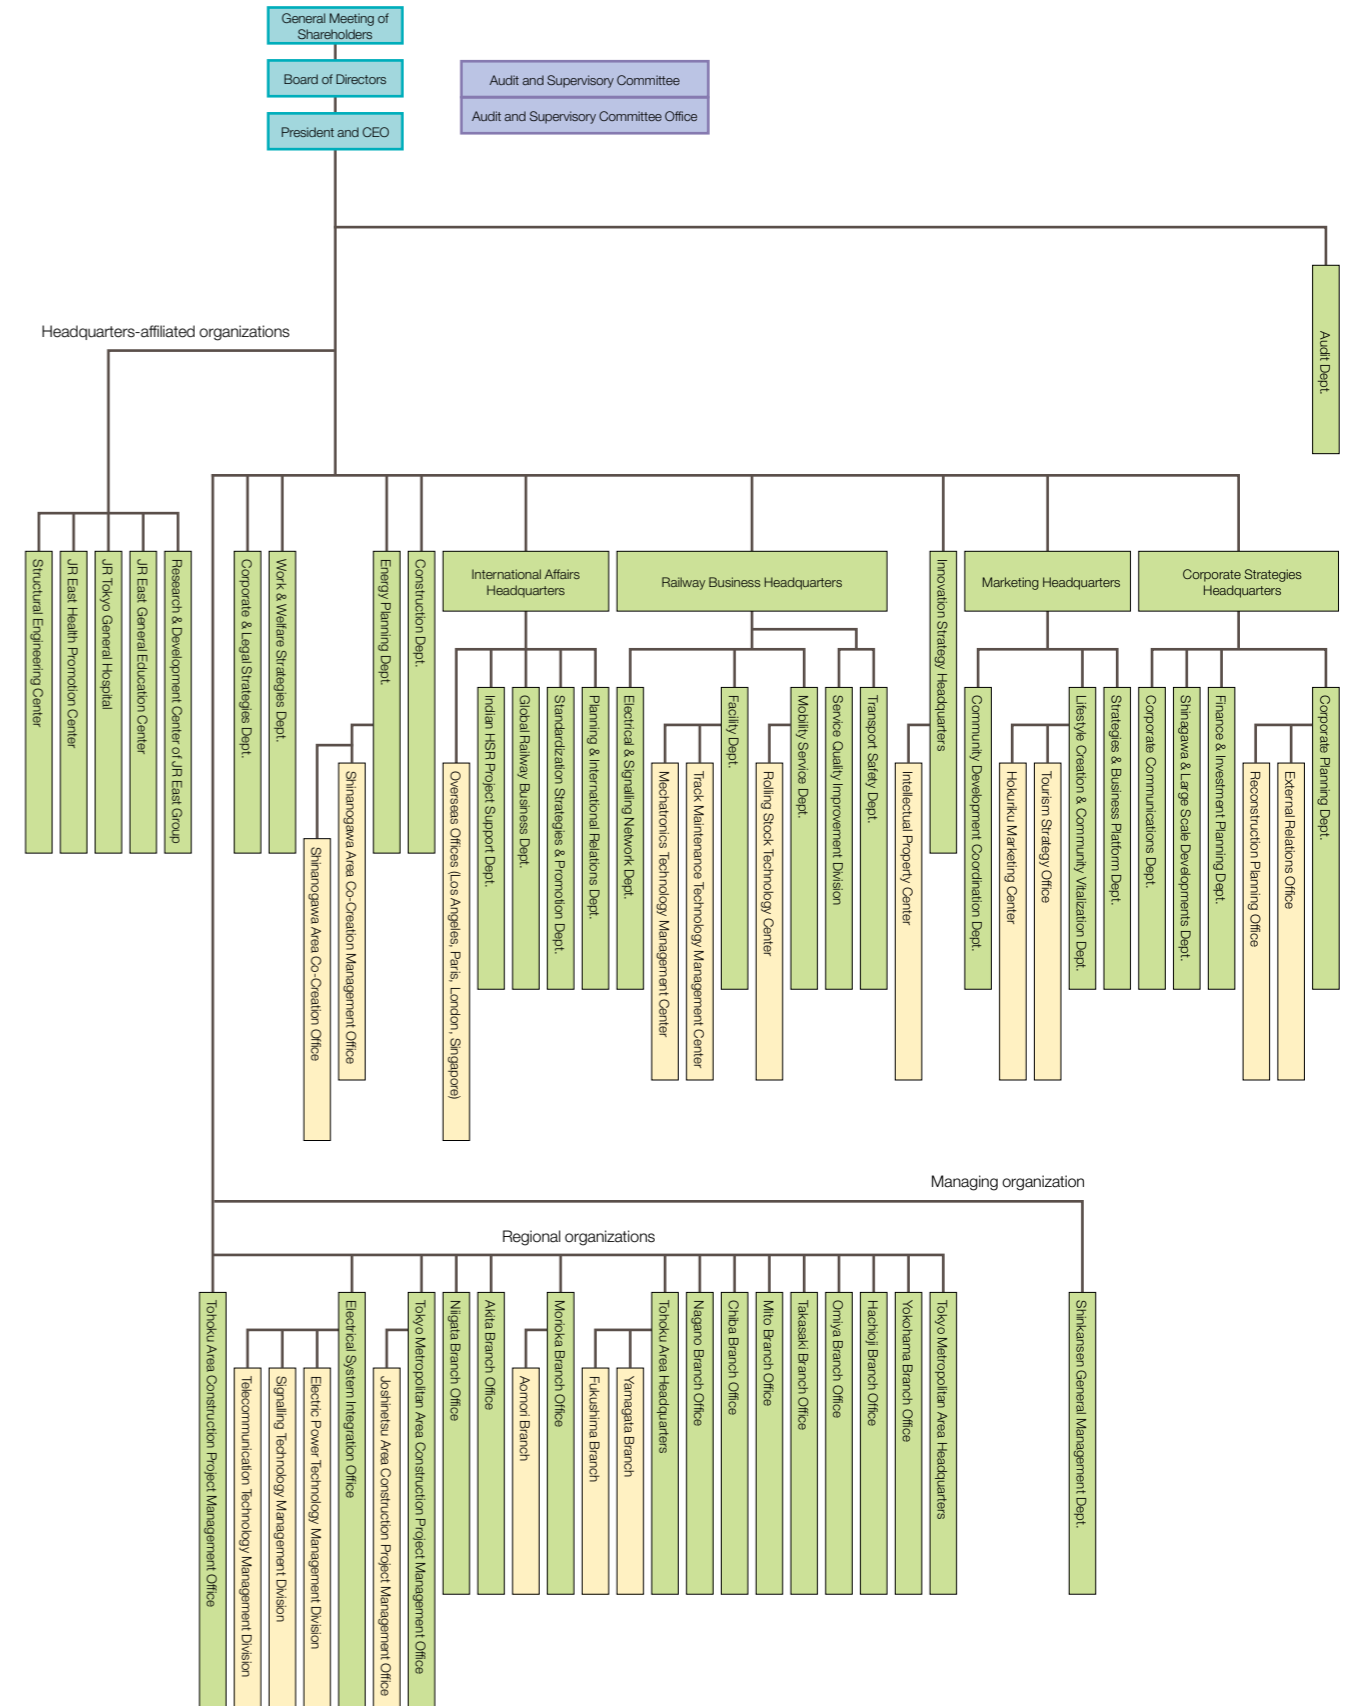 General Meeting of
Shareholders
Board of Directors
Audit and Supervisory Committee
Audit and Supervisory Committee Office
President and CEO
Audit Dept.
Headquarters-affiliated organizations
Structural Engineering Center
JR East Health Promotion Center
JR Tokyo General Hospital
JR East General Education Center
Research & Development Center of JR East Group
Corporate & Legal Strategies Dept.
Work & Welfare Strategies Dept.
Energy Planning Dept.
Shinanogawa Area Co-Creation Office
Shinanogawa Area Co-Creation Management Office
Construction Dept.
International Affairs
Headquarters
Overseas Offices (Los Angeles, Paris, London, Singapore)
Indian HSR Project Support Dept.
Global Railway Business Dept.
Standardization Strategies & Promotion Dept.
Planning & International Relations Dept.
Railway Business Headquarters
Electrical & Signalling Network Dept.
Mechatronics Technology Management Center
Track Maintenance Technology Management Center
Facility Dept.
Rolling Stock Technology Center
Mobility Service Dept.
Service Quality Improvement Division
Transport Safety Dept.
Innovation Strategy Headquarters
Intellectual Property Center
Marketing Headquarters
Community Development Coordination Dept.
Hokuriku Marketing Center
Tourism Strategy Office
Lifestyle Creation & Community Vitalization Dept.
Strategies & Business Platform Dept.
Corporate Strategies
Headquarters
Corporate Communications Dept.
Shinagawa & Large Scale Developments Dept.
Finance & Investment Planning Dept.
Reconstruction Planning Office
External Relations Office
Corporate Planning Dept.
Managing organization
Shinkansen General Management Dept.
Regional organizations
Tohoku Area Construction Project Management Office
Telecommunication Technology Management Division
Signalling Technology Management Division
Electric Power Technology Management Division
Electrical System Integration Office
Joshinetsu Area Construction Project Management Office
Tokyo Metropolitan Area Construction Project Management Office
Niigata Branch Office
Akita Branch Office
Aomori Branch
Morioka Branch Office
Fukushima Branch
Yamagata Branch
Tohoku Area Headquarters
Nagano Branch Office
Chiba Branch Office
Mito Branch Office
Takasaki Branch Office
Omiya Branch Office
Hachioji Branch Office
Yokohama Branch Office
Tokyo Metropolitan Area Headquarters